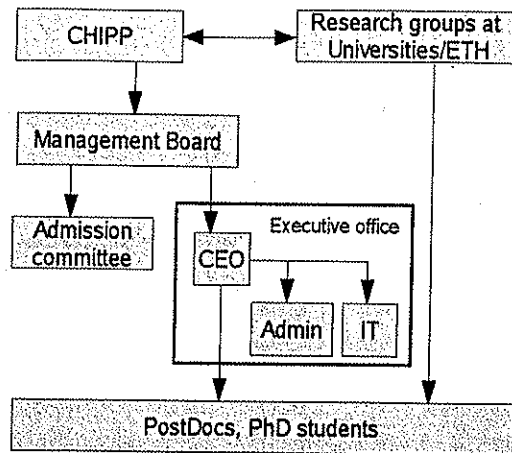 CHIPP
Research groups at
Universities/ETH
Management Board
Admission
committee
Executive office
CEO
Admin
IT
PostDocs, PhD students